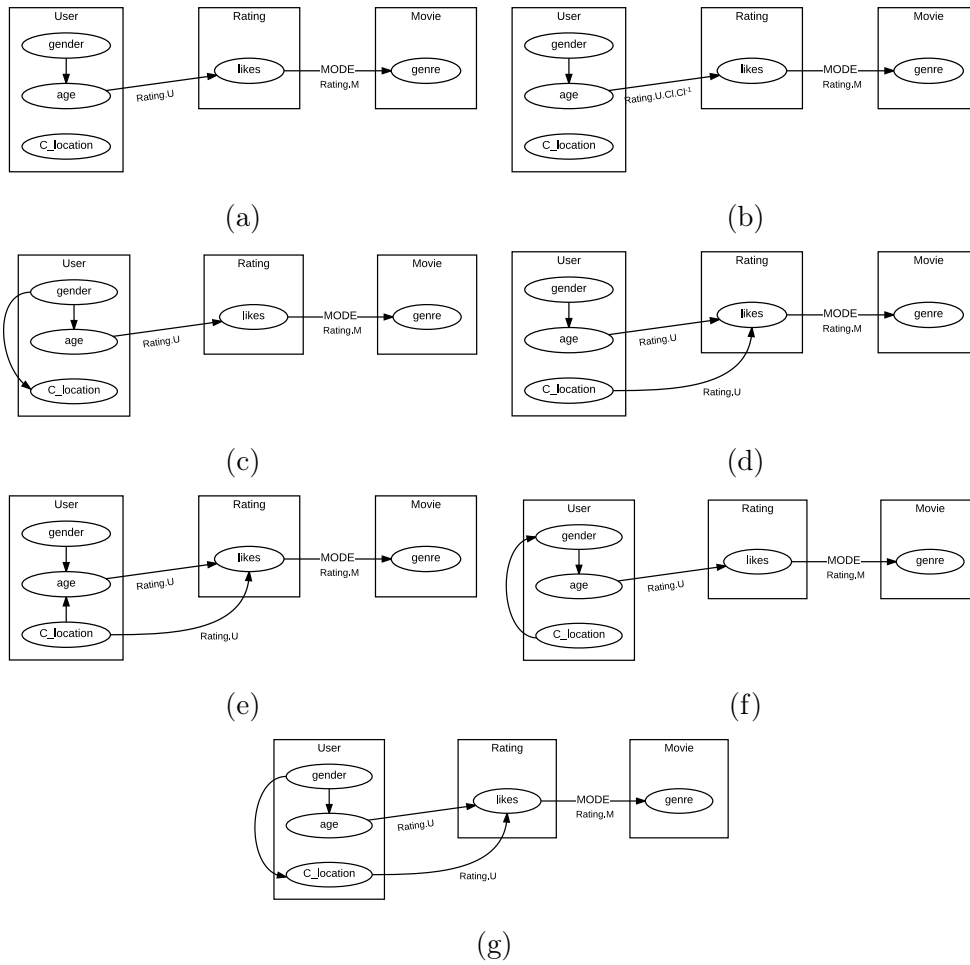 User Rating Movie
gender
likes MODE genre
age Rating.U Rating.M
C_location
(a)
User Rating Movie
gender
likes MODE genre
age Rating.U.Cl.Cl⁻¹ Rating.M
C_location
(b)
User Rating Movie
gender
likes MODE genre
age Rating.U Rating.M
C_location
(c)
User Rating Movie
gender
likes MODE genre
age Rating.U Rating.M
C_location Rating.U
(d)
User Rating Movie
gender
likes MODE genre
age Rating.U Rating.M
C_location Rating.U
(e)
User Rating Movie
gender
likes MODE genre
age Rating.U Rating.M
C_location
(f)
User Rating Movie
gender
likes MODE genre
age Rating.U Rating.M
C_location Rating.U
(g)